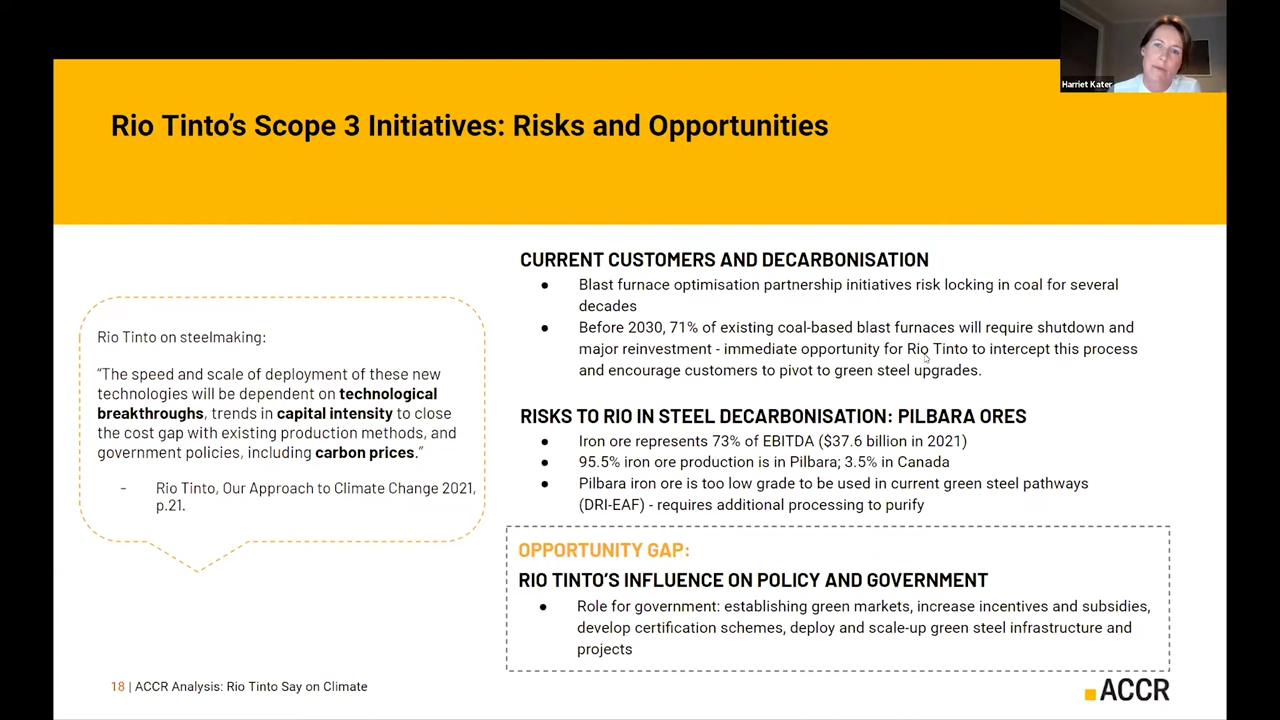 Harriet Kater
Rio Tinto's Scope 3 Initiatives: Risks and Opportunities
Rio Tinto on steelmaking:
"The speed and scale of deployment of these new
technologies will be dependent on technological
breakthroughs, trends in capital intensity to close
the cost gap with existing production methods, and
government policies, including carbon prices."
- Rio Tinto, Our Approach to Climate Change 2021,
p.21.
CURRENT CUSTOMERS AND DECARBONISATION
● Blast furnace optimisation partnership initiatives risk locking in coal for several
decades
● Before 2030, 71% of existing coal-based blast furnaces will require shutdown and
major reinvestment - immediate opportunity for Rio Tinto to intercept this process
and encourage customers to pivot to green steel upgrades.
RISKS TO RIO IN STEEL DECARBONISATION: PILBARA ORES
● Iron ore represents 73% of EBITDA ($37.6 billion in 2021)
● 95.5% iron ore production is in Pilbara; 3.5% in Canada
● Pilbara iron ore is too low grade to be used in current green steel pathways
(DRI-EAF) - requires additional processing to purify
OPPORTUNITY GAP:
RIO TINTO'S INFLUENCE ON POLICY AND GOVERNMENT
● Role for government: establishing green markets, increase incentives and subsidies,
develop certification schemes, deploy and scale-up green steel infrastructure and
projects
18 | ACCR Analysis: Rio Tinto Say on Climate
ACCR